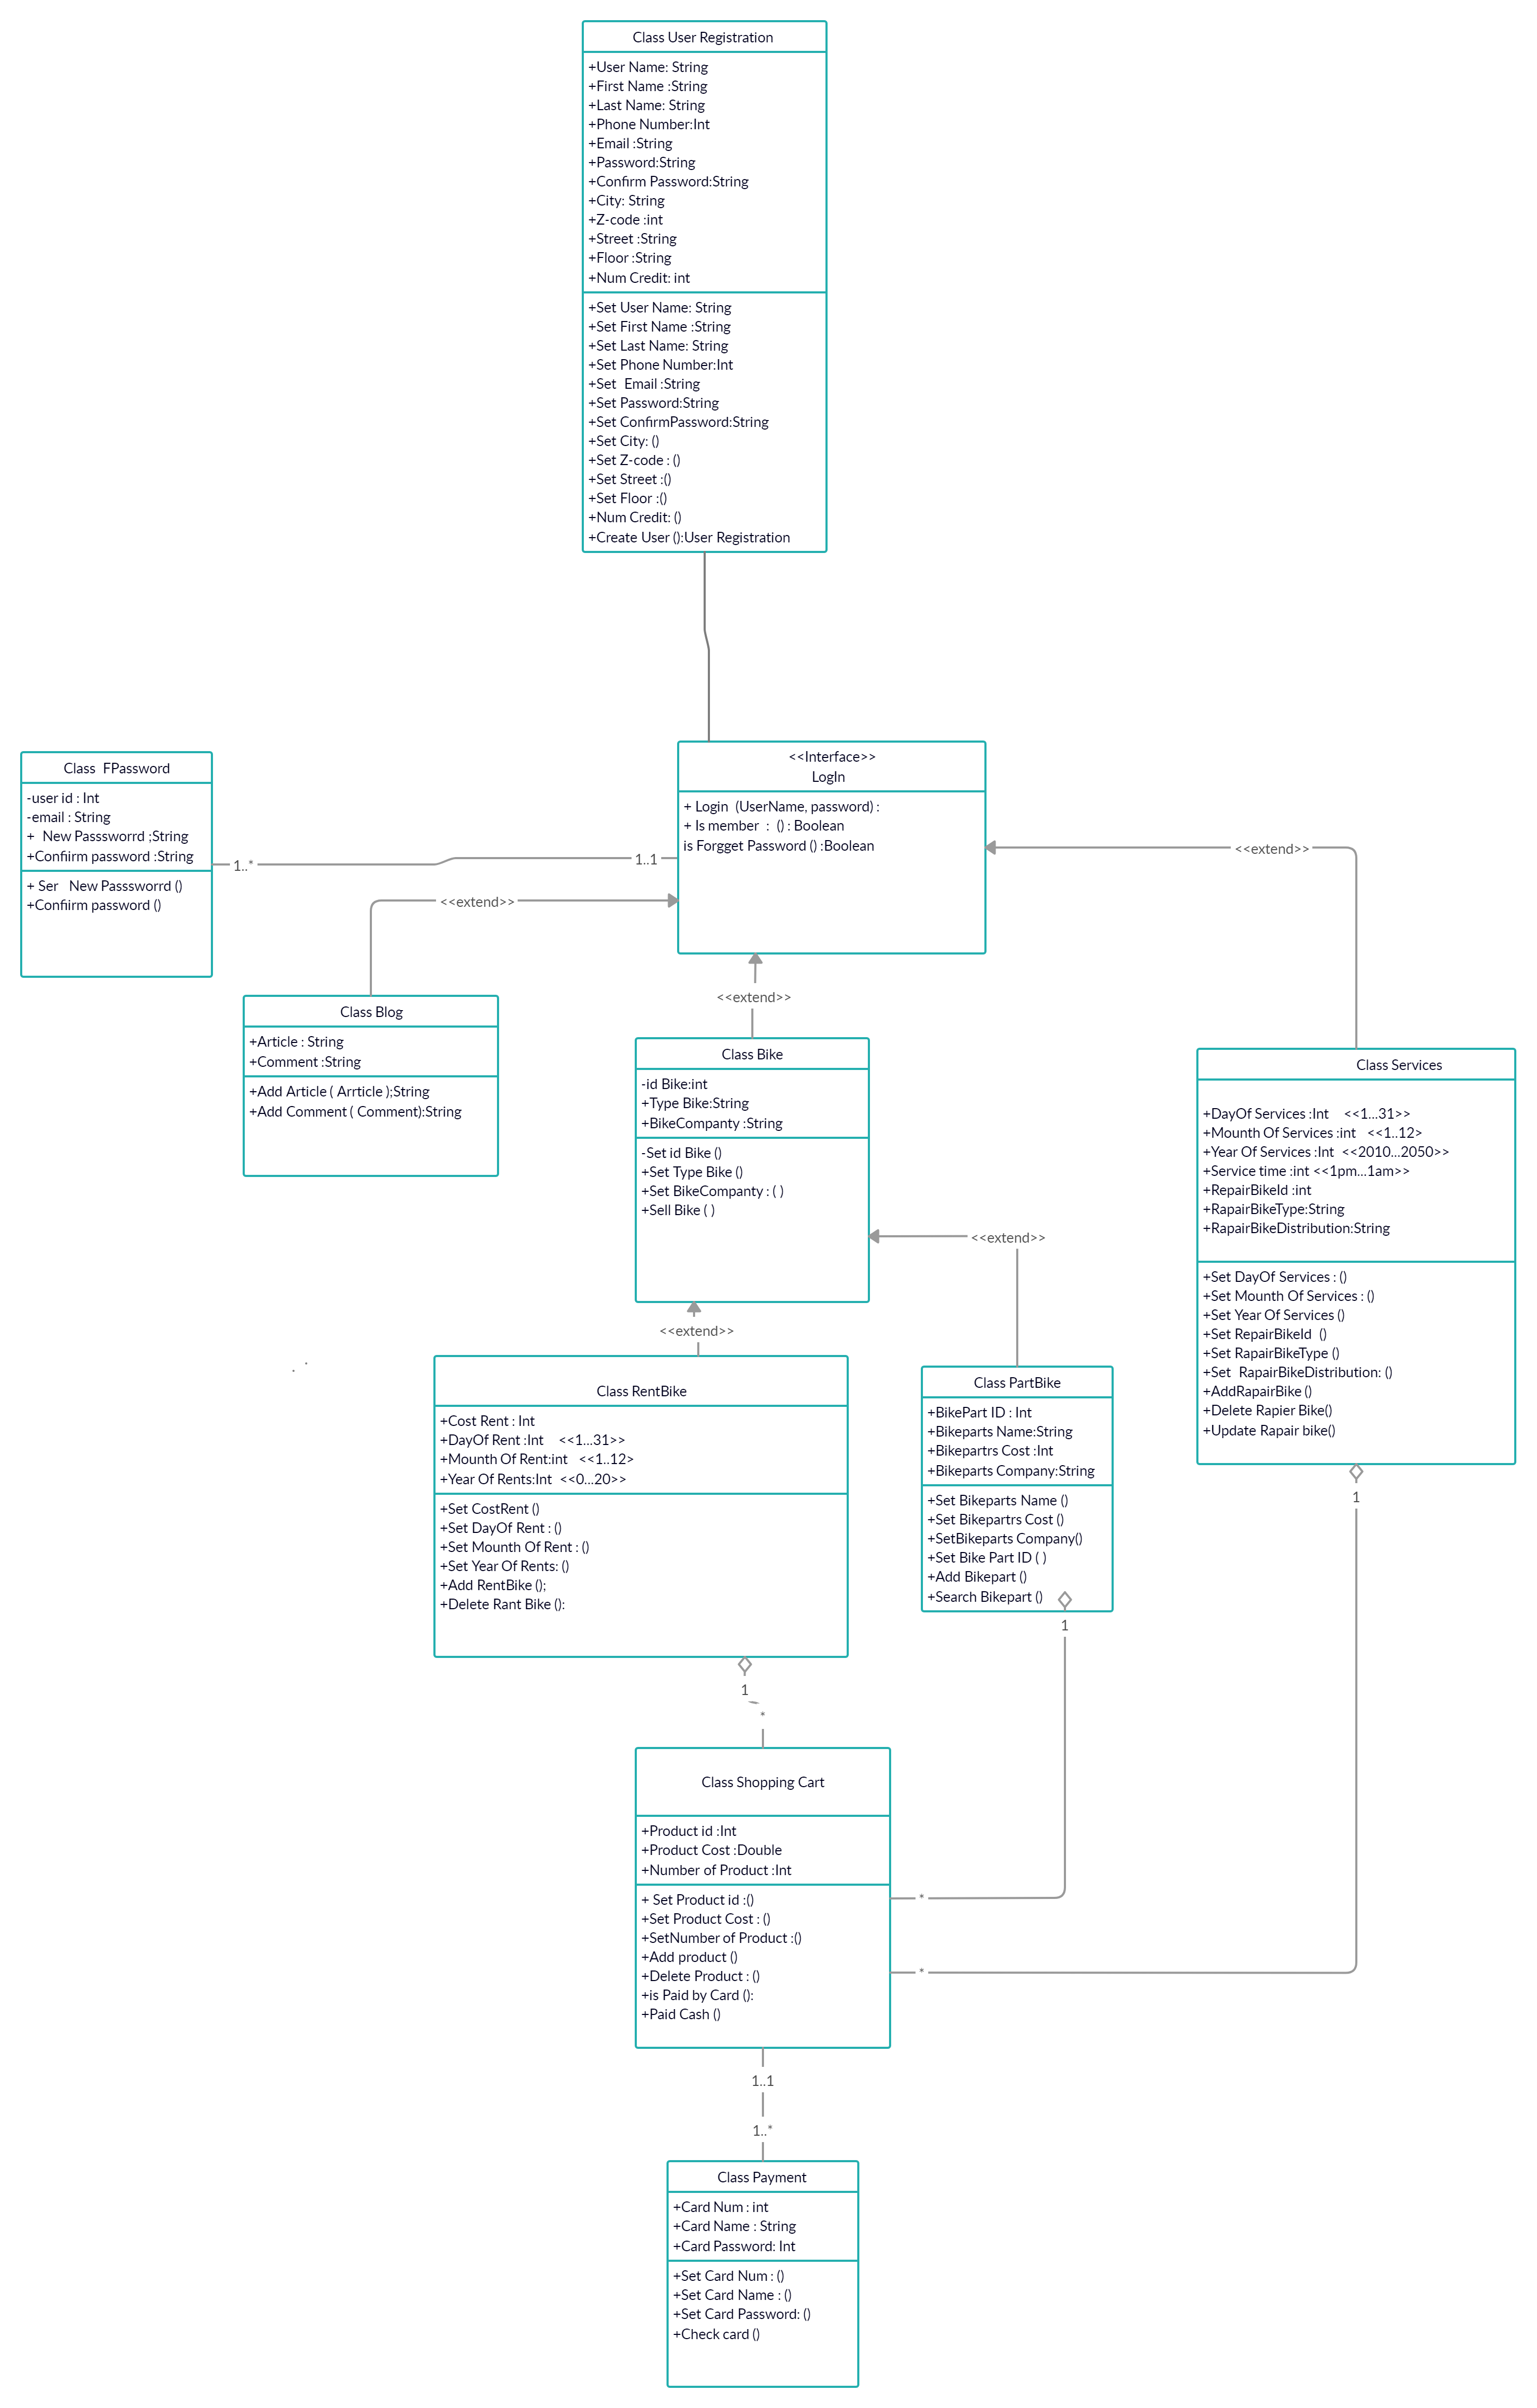 Class User Registration
+User Name: String
+First Name :String
+Last Name: String
+Phone Number:Int
+Email :String
+Password:String
+Confirm Password:String
+City: String
+Z-code :int
+Street :String
+Floor :String
+Num Credit: int
+Set User Name: String
+Set First Name :String
+Set Last Name: String
+Set Phone Number:Int
+Set  Email :String
+Set Password:String
+Set ConfirmPassword:String
+Set City: ()
+Set Z-code : ()
+Set Street :()
+Set Floor :()
+Num Credit: ()
+Create User ():User Registration
Class  FPassword
-user id : Int
-email : String
+  New Passsworrd ;String
+Confiirm password :String
+ Ser   New Passsworrd ()
+Confiirm password ()
1..*
1..1
<<Interface>>
LogIn
+ Login  (UserName, password) :
+ Is member  :  () : Boolean
is Forgget Password () :Boolean
<<extend>>
<<extend>>
<<extend>>
Class Blog
+Article : String
+Comment :String
+Add Article ( Arrticle );String
+Add Comment ( Comment):String
Class Bike
-id Bike:int
+Type Bike:String
+BikeCompanty :String
-Set id Bike ()
+Set Type Bike ()
+Set BikeCompanty : ( )
+Sell Bike ( )
Class Services
+DayOf Services :Int    <<1...31>>
+Mounth Of Services :int   <<1..12>
+Year Of Services :Int  <<2010...2050>>
+Service time :int <<1pm...1am>>
+RepairBikeId :int
+RapairBikeType:String
+RapairBikeDistribution:String
+Set DayOf Services : ()
+Set Mounth Of Services : ()
+Set Year Of Services ()
+Set RepairBikeId  ()
+Set RapairBikeType ()
+Set  RapairBikeDistribution: ()
+AddRapairBike ()
+Delete Rapier Bike()
+Update Rapair bike()
<<extend>>
<<extend>>
Class RentBike
+Cost Rent : Int
+DayOf Rent :Int    <<1...31>>
+Mounth Of Rent:int   <<1..12>
+Year Of Rents:Int  <<0...20>>
+Set CostRent ()
+Set DayOf Rent : ()
+Set Mounth Of Rent : ()
+Set Year Of Rents: ()
+Add RentBike ();
+Delete Rant Bike ():
Class PartBike
+BikePart ID : Int
+Bikeparts Name:String
+Bikepartrs Cost :Int
+Bikeparts Company:String
+Set Bikeparts Name ()
+Set Bikepartrs Cost ()
+SetBikeparts Company()
+Set Bike Part ID ( )
+Add Bikepart ()
+Search Bikepart ()
1
1
1
*
Class Shopping Cart
+Product id :Int
+Product Cost :Double
+Number of Product :Int
+ Set Product id :()
+Set Product Cost : ()
+SetNumber of Product :()
+Add product ()
+Delete Product : ()
+is Paid by Card ():
+Paid Cash ()
*
*
1..1
1..*
Class Payment
+Card Num : int
+Card Name : String
+Card Password: Int
+Set Card Num : ()
+Set Card Name : ()
+Set Card Password: ()
+Check card ()